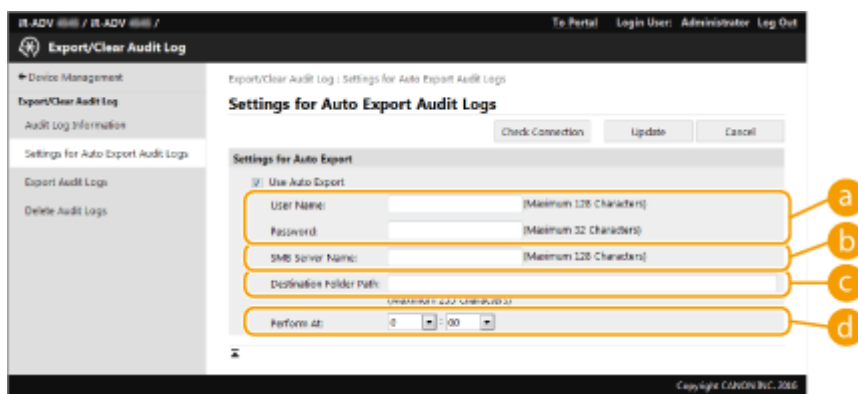 iR-ADV / iR-ADV / To Portal Login User: Administrator Log Out
Export/Clear Audit Log
Device Management
Export/Clear Audit Log
Audit Log Information
Settings for Auto Export Audit Logs
Export Audit Logs
Delete Audit Logs
Export/Clear Audit Log : Settings for Auto Export Audit Logs
Settings for Auto Export Audit Logs
Check Connection Update Cancel
Settings for Auto Export
Use Auto Export
User Name: (Maximum 128 Characters)
Password: (Maximum 32 Characters)
a
SMB Server Name: (Maximum 128 Characters)
b
Destination Folder Path:
c
Perform At: 0 : 00
d
Copyright CANON INC. 2016